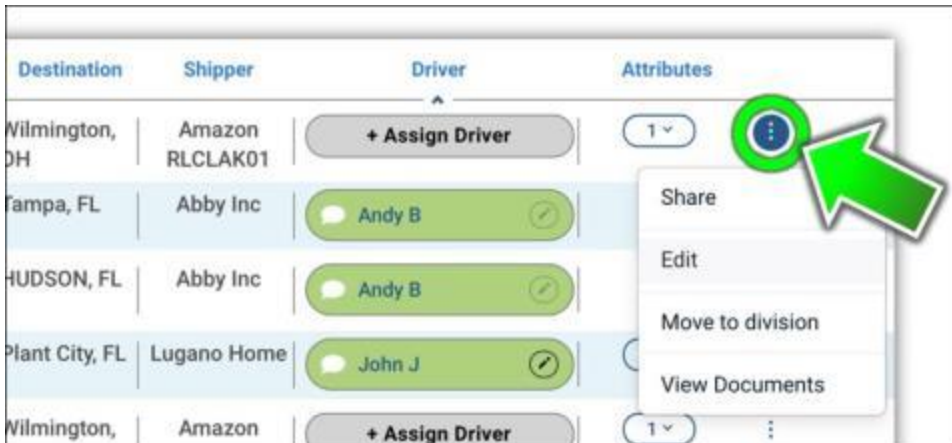 Destination Shipper Driver Attributes
Wilmington, Amazon + Assign Driver 1
OH RLCLAK01
Share
Tampa, FL Abby Inc Andy B
Edit
HUDSON, FL Abby Inc Andy B
Move to division
Plant City, FL Lugano Home John J
View Documents
Wilmington, Amazon + Assign Driver 1